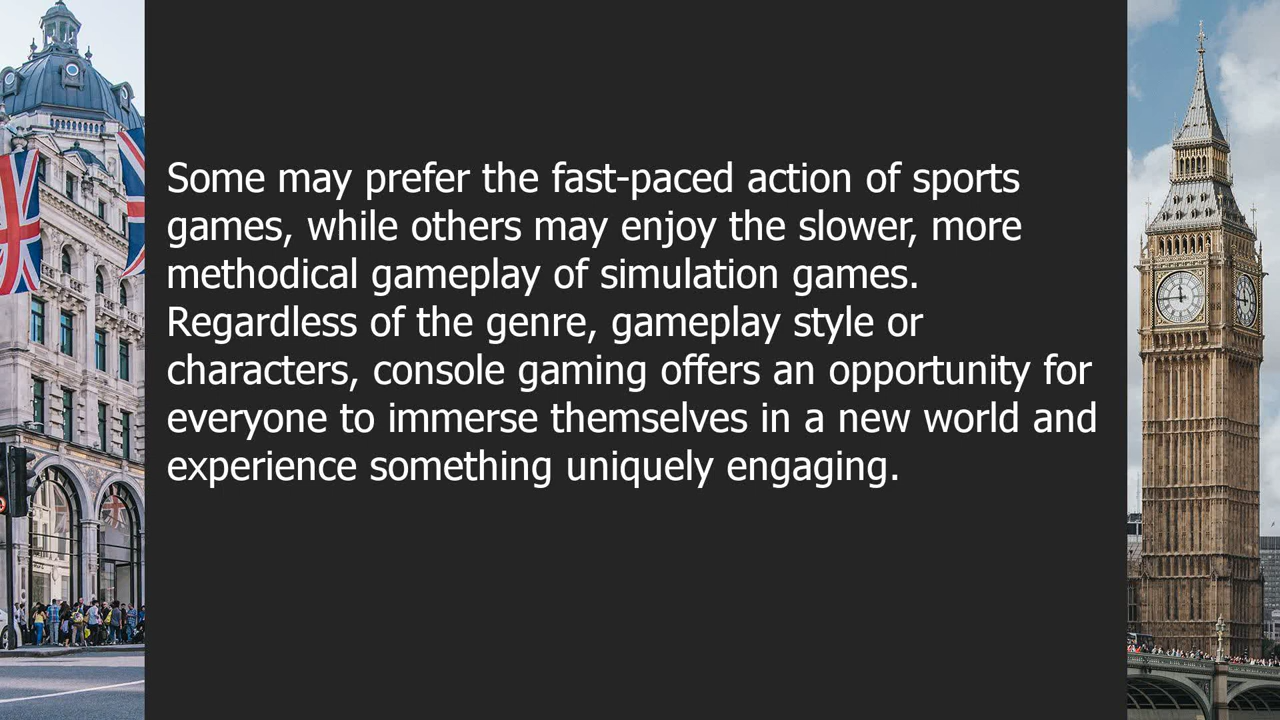 Some may prefer the fast-paced action of sports
games, while others may enjoy the slower, more
methodical gameplay of simulation games.
Regardless of the genre, gameplay style or
characters, console gaming offers an opportunity for
everyone to immerse themselves in a new world and
experience something uniquely engaging.